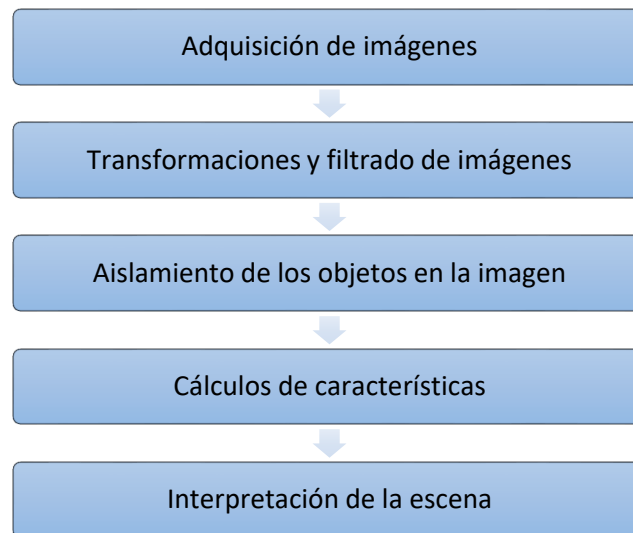 Adquisición de imágenes
Transformaciones y filtrado de imágenes
Aislamiento de los objetos en la imagen
Cálculos de característicrís
Interpretación de la escena